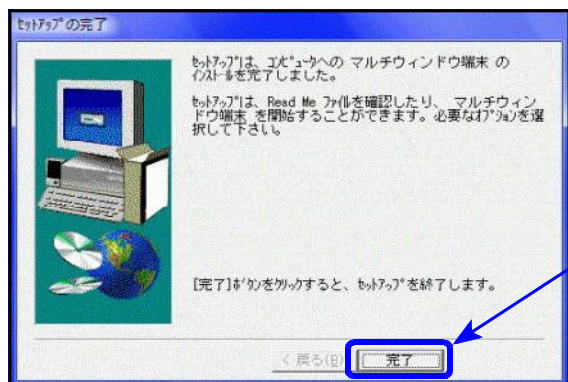 ｾｯﾄｱｯﾌﾟの完了
ｾｯﾄｱｯﾌﾟは、ｺﾝﾋﾟｭｰﾀへの マルチウィンドウ端末 の
ｲﾝｽﾄｰﾙを完了しました。
ｾｯﾄｱｯﾌﾟは、Read Me ﾌｧｲﾙを確認したり、 マルチウィン
ドウ端末 を開始することができます。必要なｵﾌﾟｼｮﾝを選
択して下さい。
[完了]ﾎﾞﾀﾝをｸﾘｯｸすると、ｾｯﾄｱｯﾌﾟを終了します。
< 戻る(B)
完了